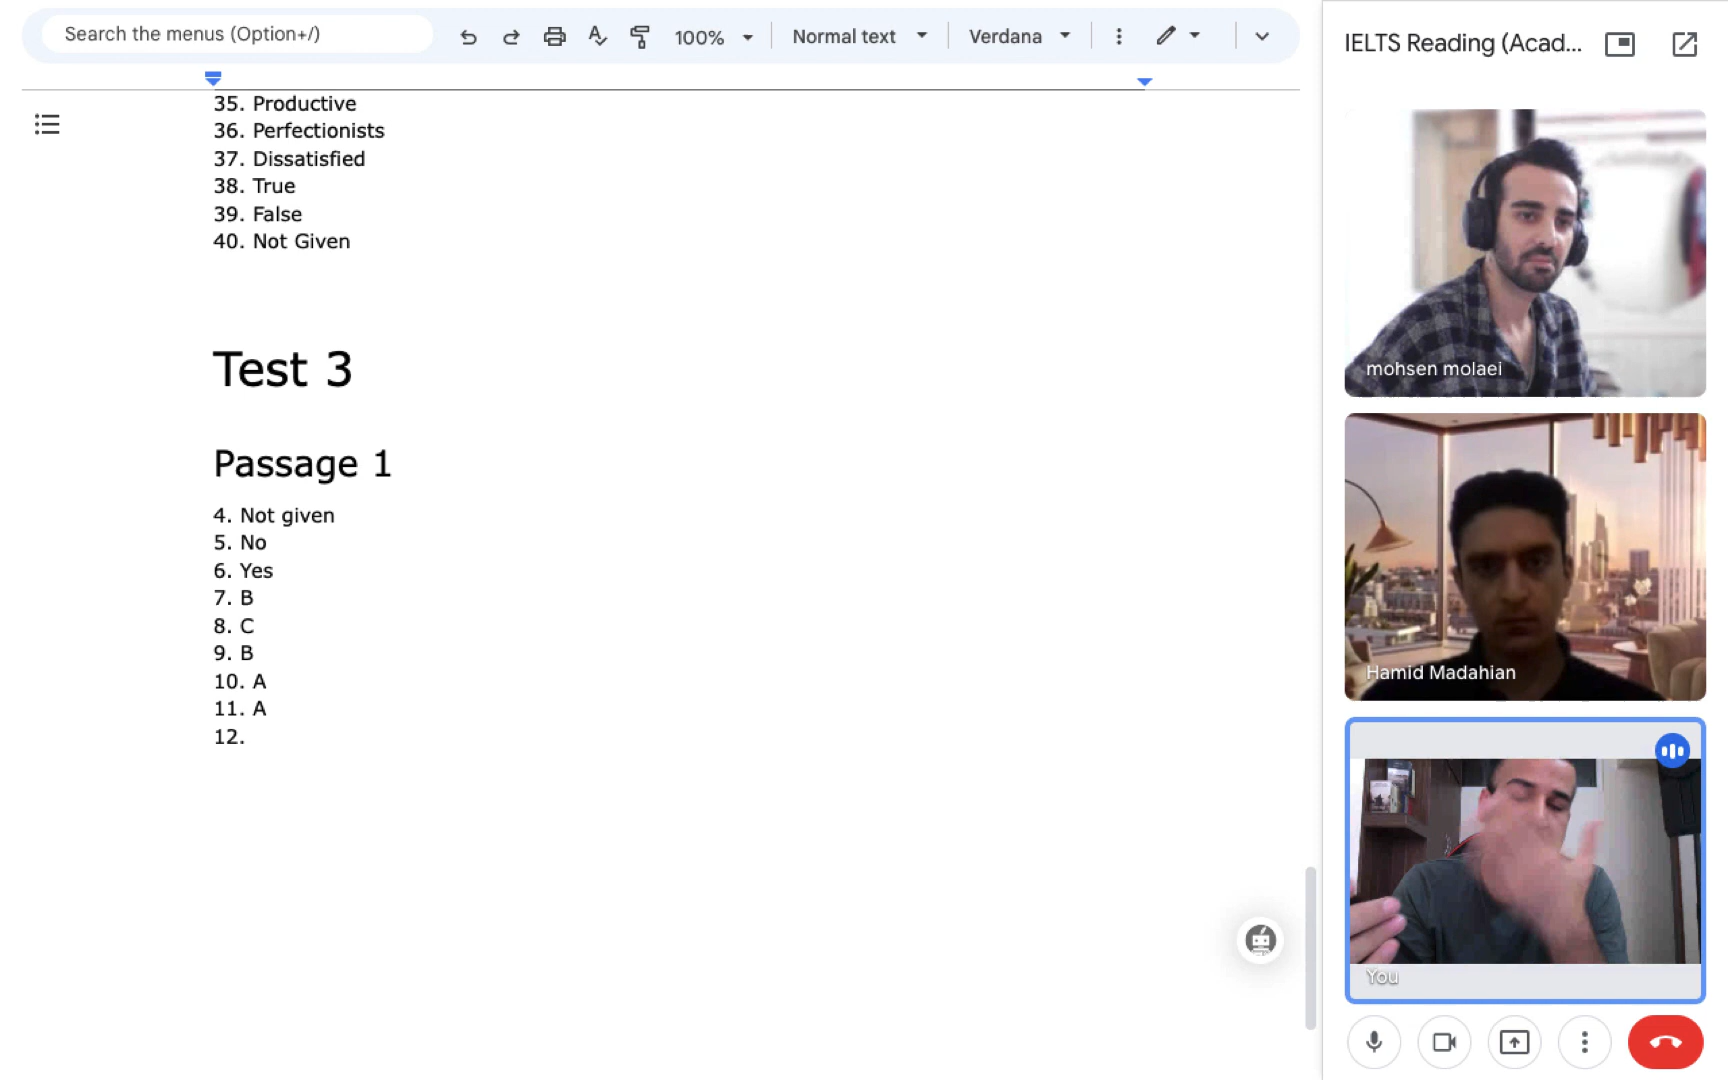 Search the menus (Option+/)
100%
Normal text
Verdana
IELTS Reading (Acad...
35. Productive
36. Perfectionists
37. Dissatisfied
38. True
39. False
40. Not Given
Test 3
Passage 1
4. Not given
5. No
6. Yes
7. B
8. C
9. B
10. A
11. A
12.
mohsen molaei
Hamid Madahian
You